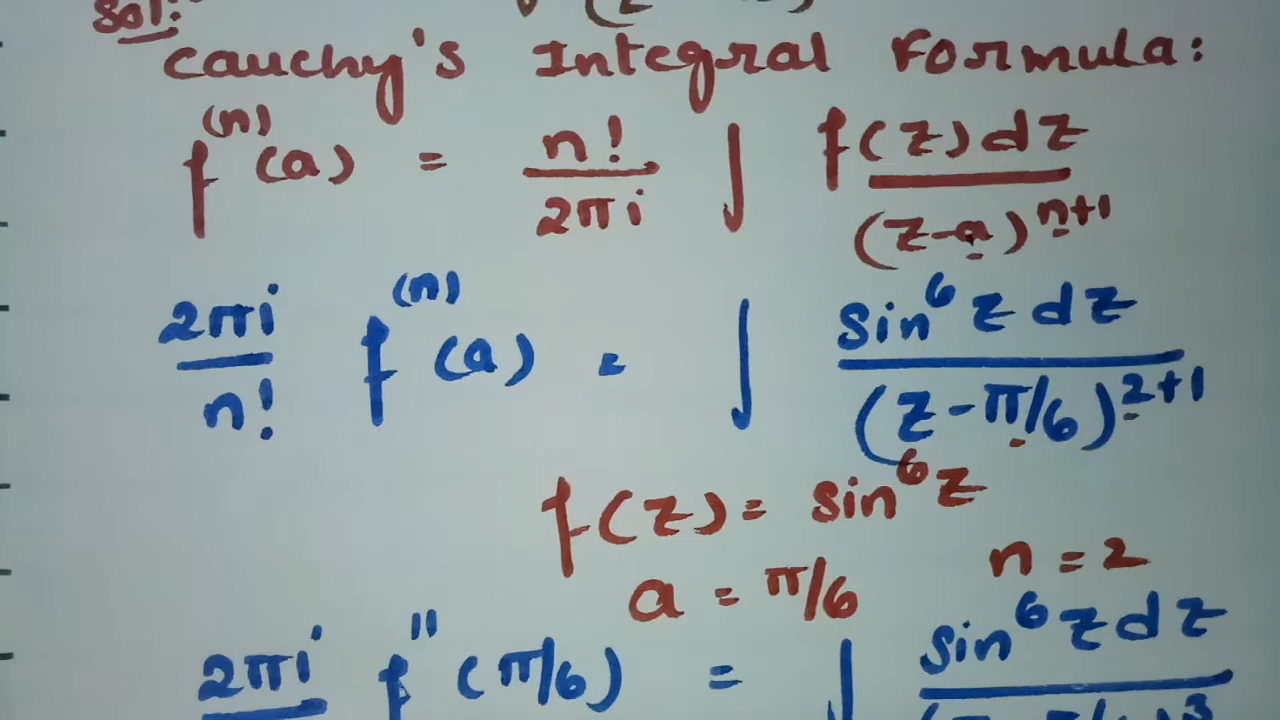 Sol:
Cauchy's Integral Formula:
f^(n)(a) = n!/2πi ∫ f(z)dz/(z-a)^n+1
2πi/n! f^(n)(a) = ∫ sin^6 z dz/(z-π/6)^2+1
f(z) = sin^6 z
a = π/6 n = 2
2πi f''(π/6) = ∫ sin^6 z dz